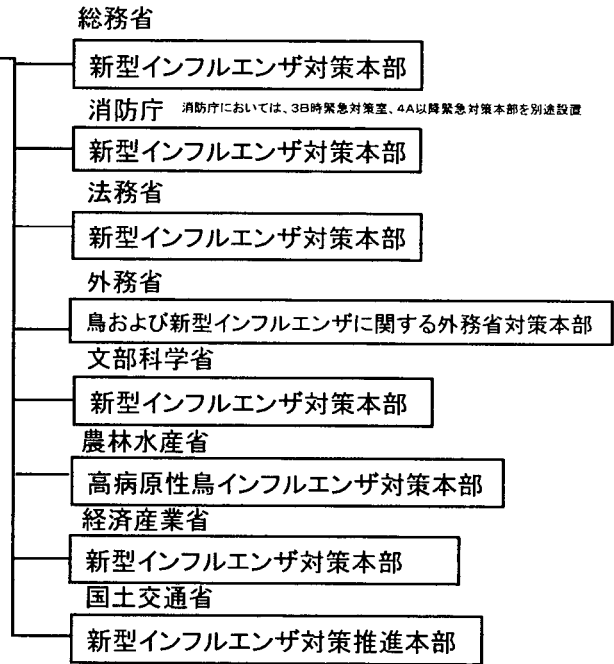 総務省
新型インフルエンザ対策本部
消防庁 消防庁においては、3B時緊急対策室、4A以降緊急対策本部を別途設置
新型インフルエンザ対策本部
法務省
新型インフルエンザ対策本部
外務省
鳥および新型インフルエンザに関する外務省対策本部
文部科学省
新型インフルエンザ対策本部
農林水産省
高病原性鳥インフルエンザ対策本部
経済産業省
新型インフルエンザ対策本部
国土交通省
新型インフルエンザ対策推進本部